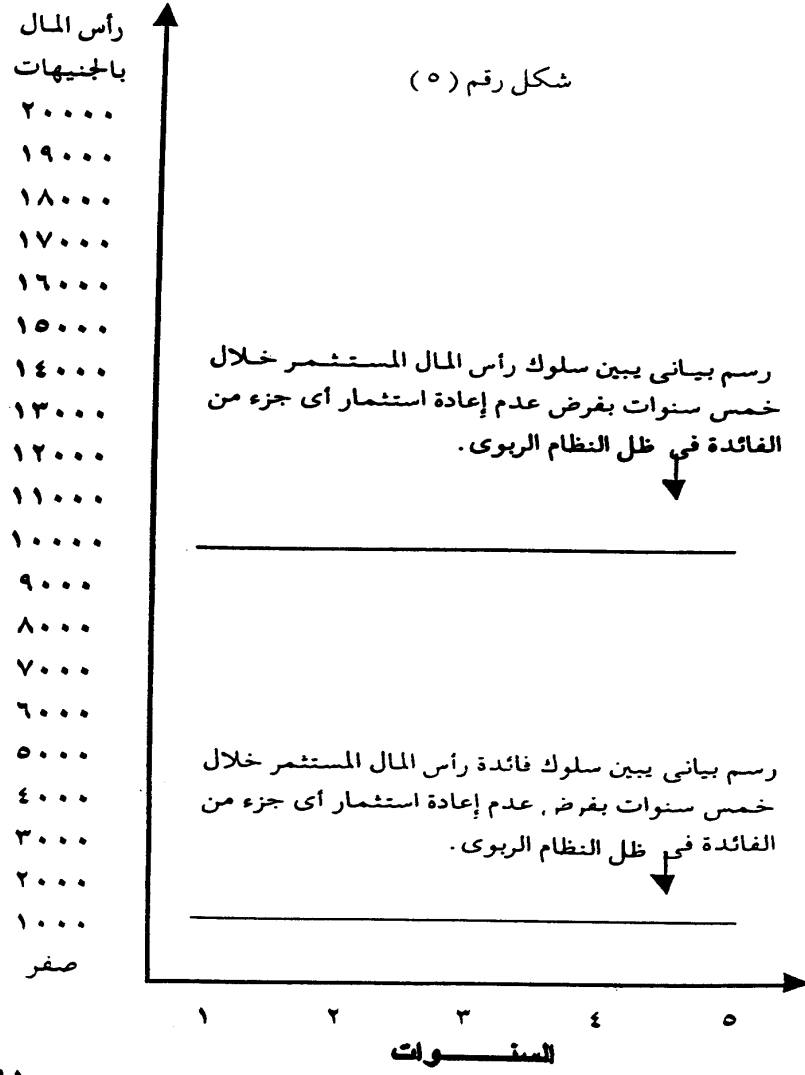 رأس المال
بالجنيهات
شكل رقم (٥)
٢٠٠٠٠
١٩٠٠٠
١٨٠٠٠
١٧٠٠٠
١٦٠٠٠
١٥٠٠٠
١٤٠٠٠
١٣٠٠٠
١٢٠٠٠
١١٠٠٠
١٠٠٠٠
٩٠٠٠
٨٠٠٠
٧٠٠٠
٦٠٠٠
٥٠٠٠
٤٠٠٠
٣٠٠٠
٢٠٠٠
١٠٠٠
صفر
رسم بيانى يبين سلوك رأس المال المستثمر خلال
خمس سنوات بفرض عدم إعادة استثمار أى جزء من
الفائدة فى ظل النظام الربوى.
رسم بيانى يبين سلوك فائدة رأس المال المستثمر خلال
خمس سنوات بفرض عدم إعادة استثمار أى جزء من
الفائدة فى ظل النظام الربوى.
١ ٢ ٣ ٤ ٥
السنوات